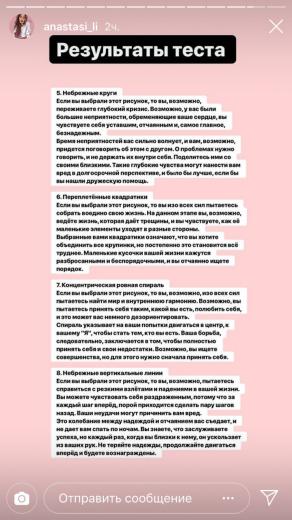 anastasi_li 2ч.
Результаты теста
5. Небрежные круги
Если вы выбрали этот рисунок, то вы, возможно,
переживаете глубокий кризис. Возможно, у вас были
большие неприятности, обременяющие ваше сердце, вы
чувствуете себя уставшим, отчаянным и, самое главное,
безнадежным.
Время неприятностей вас сильно волнует, и вам, возможно,
придется поговорить об этом с другом. О проблемах нужно
говорить, и не держать их внутри себя. Поделитесь ими со
своими близкими. Такие глубокие чувства могут нанести вам
вред в долгосрочной перспективе, и было бы лучше, если бы
вы нашли дружескую помощь.
6. Переплетённые квадратики
Если вы выбрали этот рисунок, то вы из всех сил пытаетесь
собрать воедино свою жизнь. На данном этапе вы, возможно,
ведёте жизнь, которая даёт трещины, и вы чувствуете, как её
маленькие элементы уходят в разные стороны.
Выбранные вами квадратики означают, что вы хотите
объединить все крупинки, но постепенно это становится всё
труднее. Маленькие кусочки вашей жизни кажутся
разбросанными и беспорядочными, и вы отчаянно ищете
порядок.
7. Концентрическая ровная спираль
Если вы выбрали этот рисунок, то вы, возможно, изо всех сил
пытаетесь найти мир и внутреннюю гармонию. Возможно, вы
пытаетесь принять себя таким, какой вы есть, полюбить себя,
и это может вас немного дезориентировать.
Спираль указывает на ваши попытки двигаться в центр, к
вашему "Я", чтобы стать тем, кто вы есть. Ваша борьба,
следовательно, заключается в том, чтобы полностью
принять себя и свои недостатки. Возможно, вы ищете
совершенства, но для этого нужно сначала принять себя.
8. Небрежные вертикальные линии
Если вы выбрали этот рисунок, то вы, возможно, пытаетесь
справиться с резкими взлётами и падениями в вашей жизни.
Вы можете чувствовать себя раздраженным, потому что за
каждый шаг вперёд, порой приходится сделать пару шагов
назад. Ваши неудачи могут причинить вам вред.
Это колебание между надеждой и отчаянием вас съедает, и
не дает вам спать по ночам. Вы знаете, что заслуживаете
успеха, но каждый раз, когда вы близки к нему, он ускользает
из ваших рук. Не теряйте надежды, продолжайте двигаться
вперёд и будете вознаграждены.
Отправить сообщение